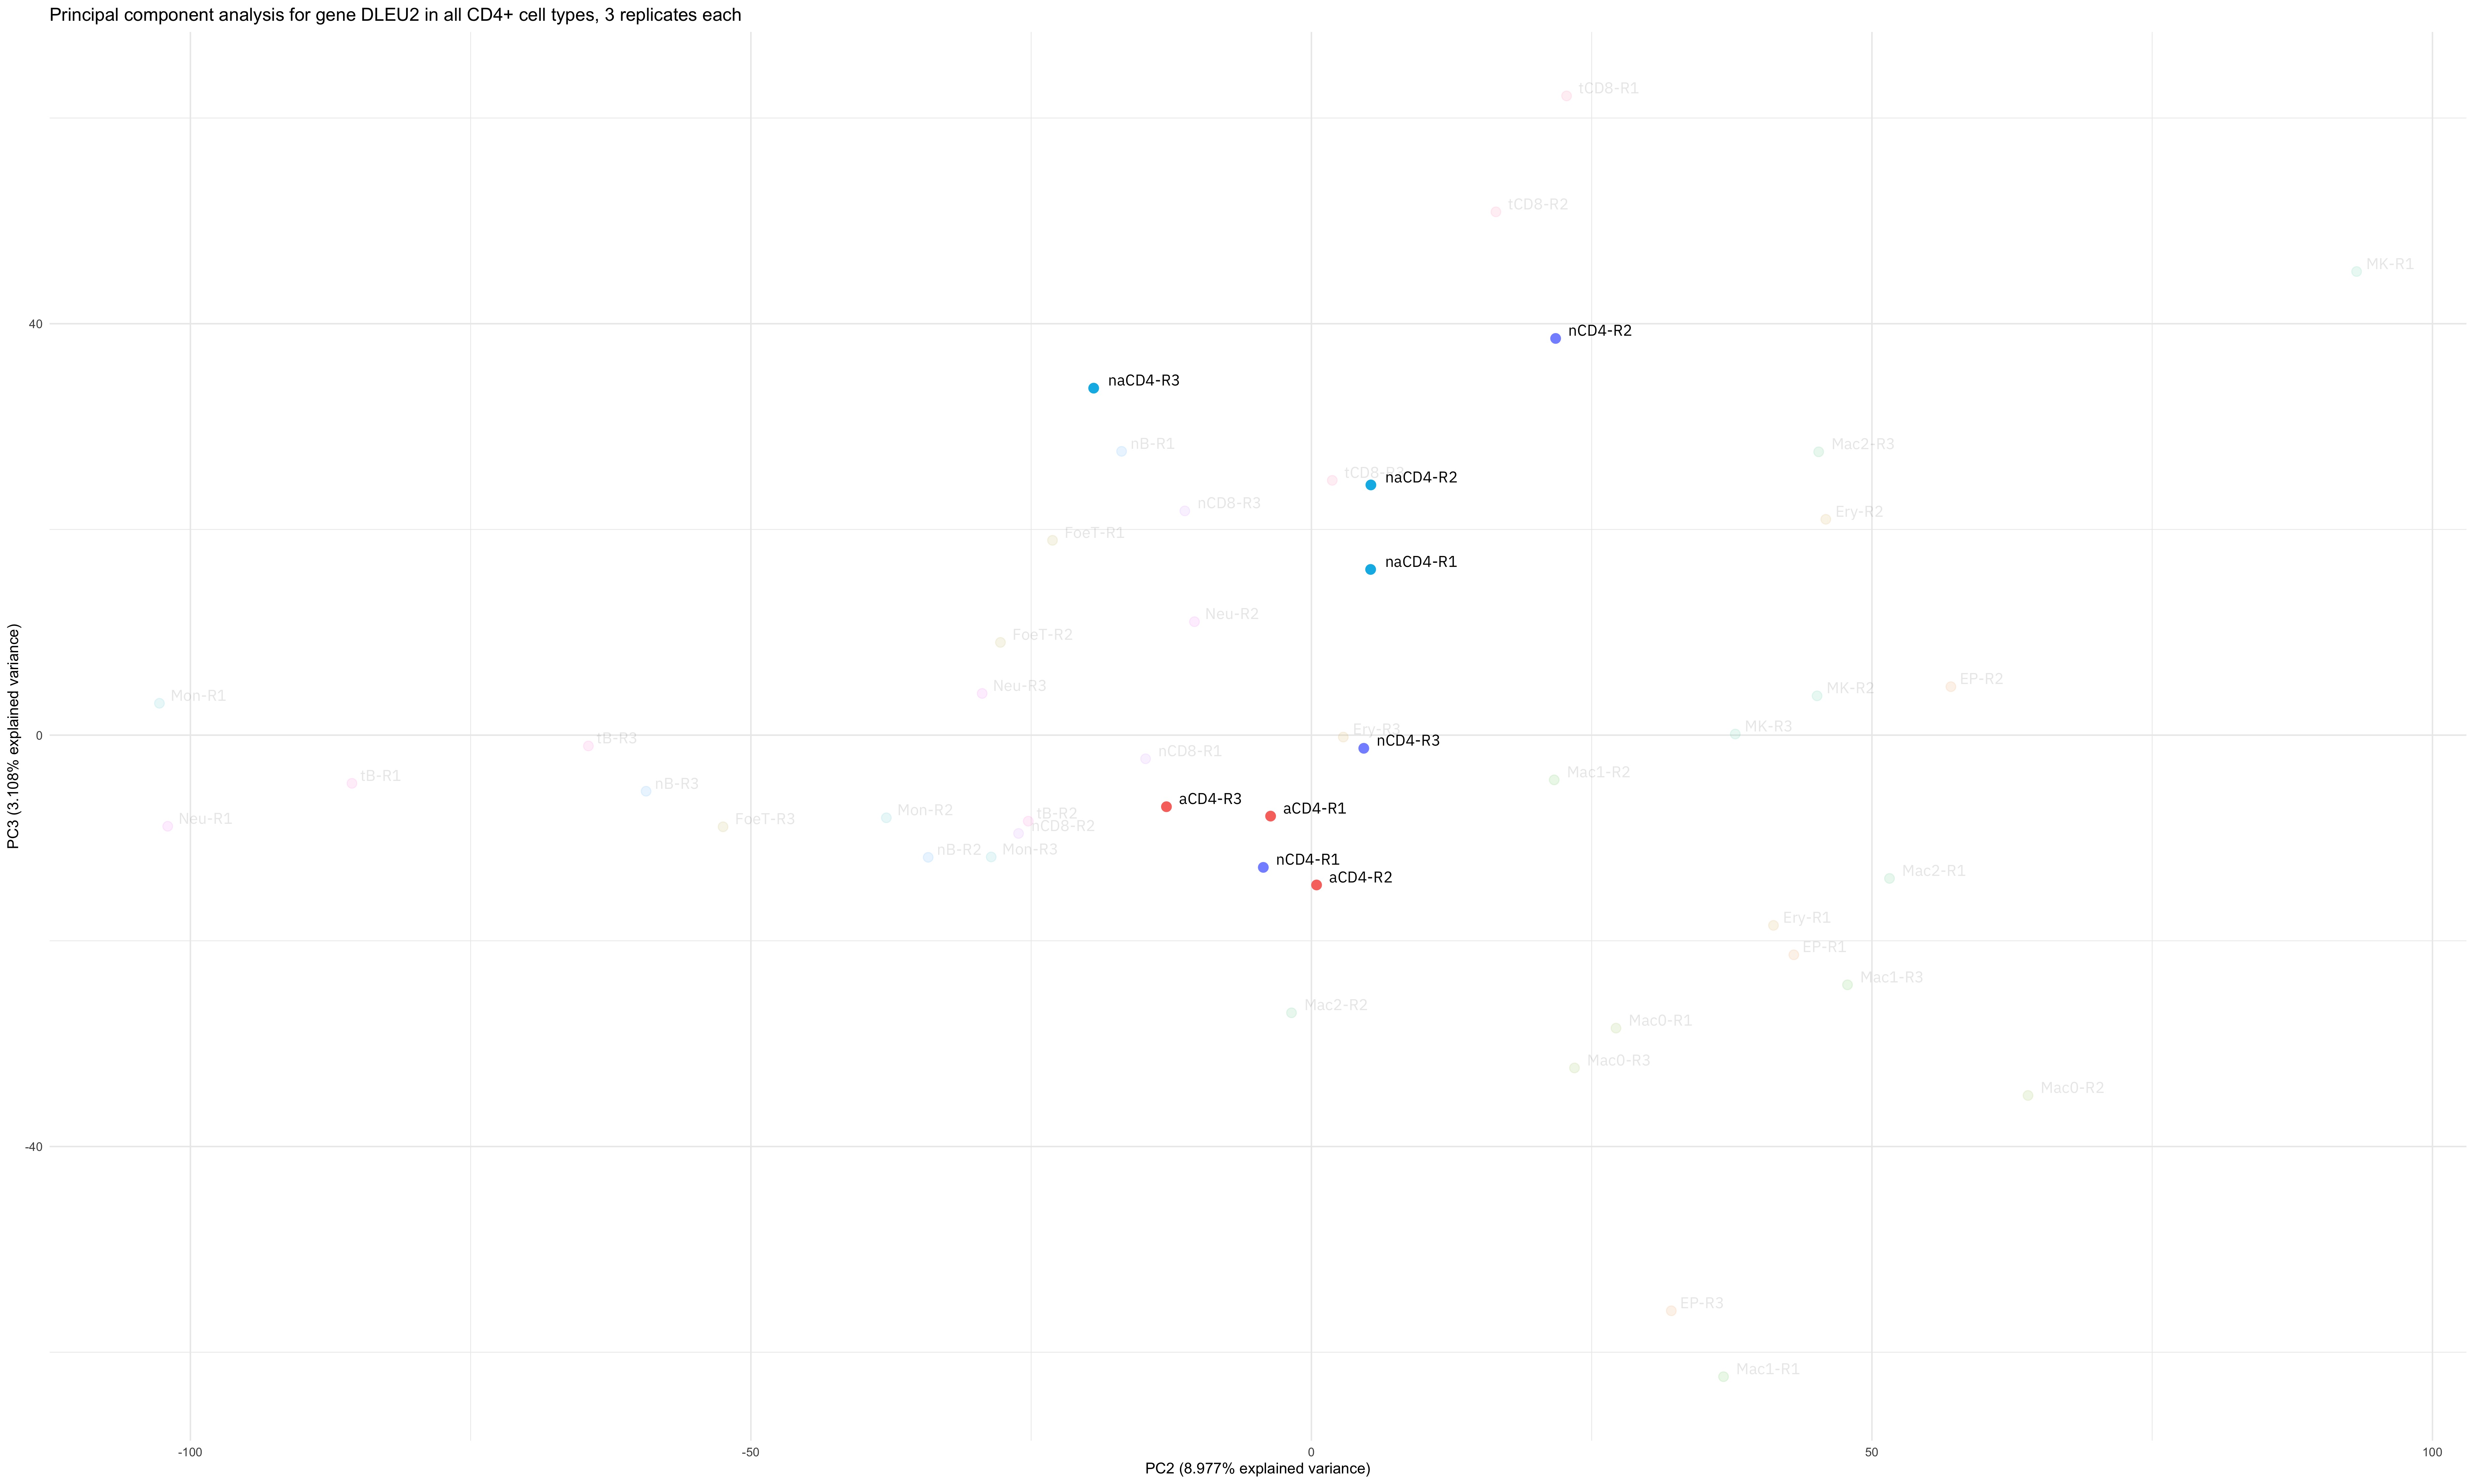 Principal component analysis for gene DLEU2 in all CD4+ cell types, 3 replicates each
tCD8-R1
tCD8-R2
MK-R1
40
nCD4-R2
naCD4-R3
nB-R1
Mac2-R3
tCD8-R3
naCD4-R2
nCD8-R3
Ery-R2
FoeT-R1
naCD4-R1
Neu-R2
FoeT-R2
Neu-R3
EP-R2
MK-R2
Mon-R1
MK-R3
Ery-R3
tB-R3
0
nCD4-R3
nCD8-R1
Mac1-R2
tB-R1
nB-R3
aCD4-R3
aCD4-R1
Mon-R2
tB-R2
Neu-R1
FoeT-R3
nCD8-R2
nB-R2
Mon-R3
nCD4-R1
Mac2-R1
aCD4-R2
Ery-R1
EP-R1
Mac1-R3
Mac2-R2
Mac0-R1
Mac0-R3
Mac0-R2
-40
EP-R3
Mac1-R1
PC3 (3.108% explained variance)
-100
-50
0
50
100
PC2 (8.977% explained variance)